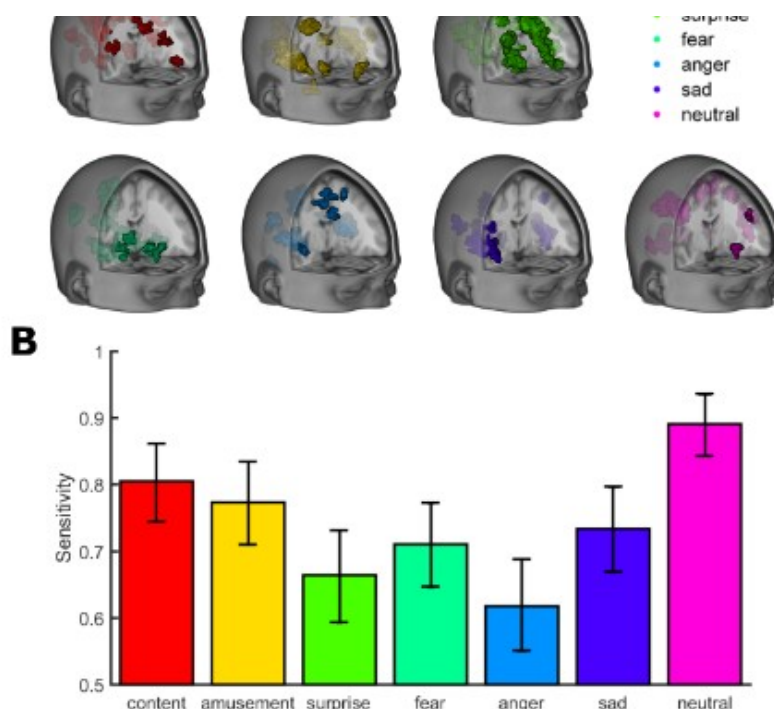 surprise
fear
anger
sad
neutral
B
1
0.9
0.8
0.7
0.6
0.5
Sensitivity
content amusement surprise fear anger sad neutral